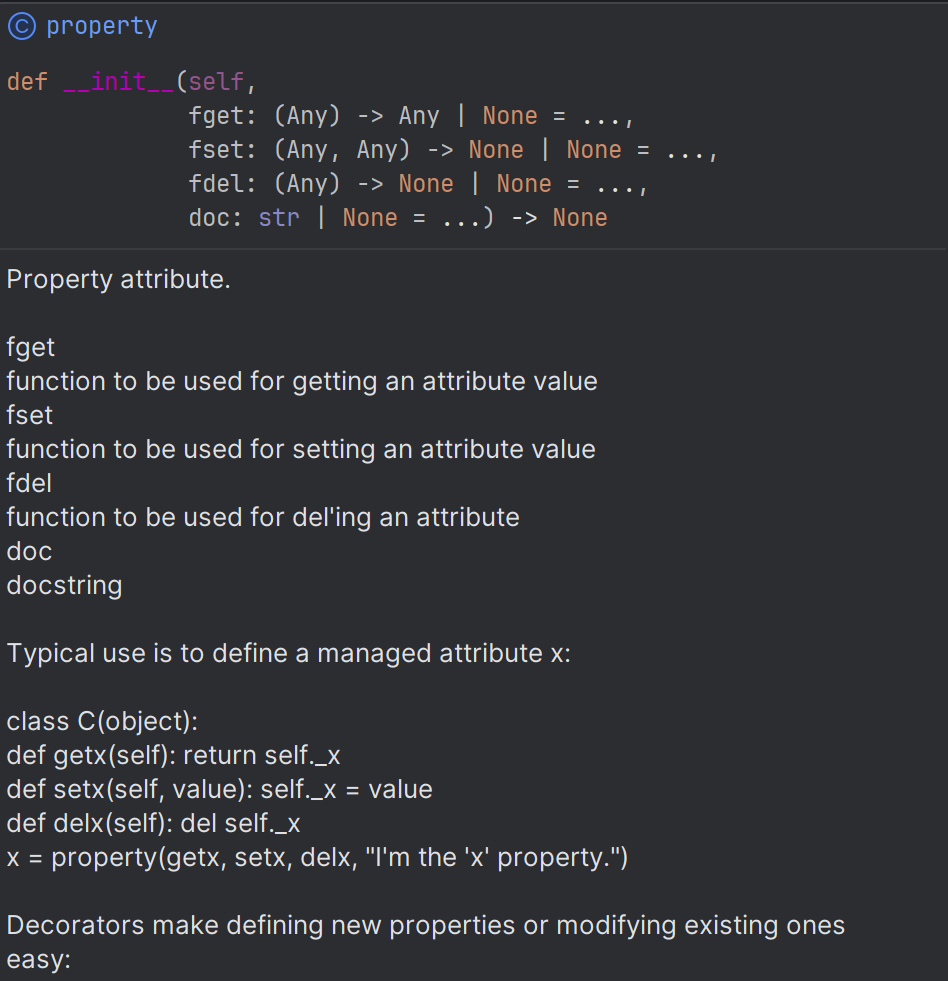 © property
def __init__(self,
fget: (Any) -> Any | None = ...,
fset: (Any, Any) -> None | None = ...,
fdel: (Any) -> None | None = ...,
doc: str | None = ...) -> None
Property attribute.
fget
function to be used for getting an attribute value
fset
function to be used for setting an attribute value
fdel
function to be used for del'ing an attribute
doc
docstring
Typical use is to define a managed attribute x:
class C(object):
def getx(self): return self._x
def setx(self, value): self._x = value
def delx(self): del self._x
x = property(getx, setx, delx, "I'm the 'x' property.")
Decorators make defining new properties or modifying existing ones
easy: